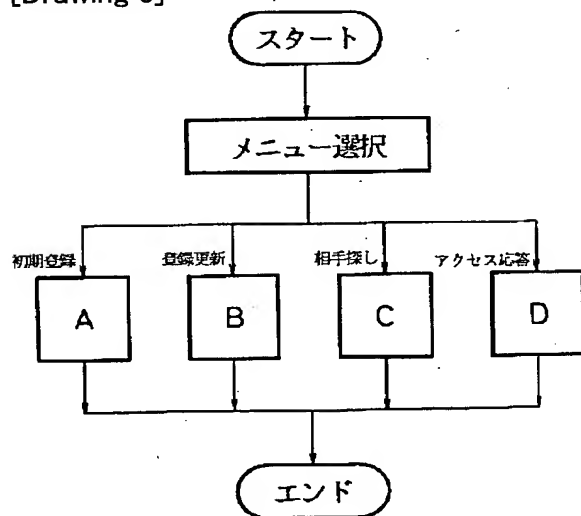 [Drawing 6]
スタート
メニュー選択
初期登録
登録更新
相手探し
アクセス応答
A
B
C
D
エンド